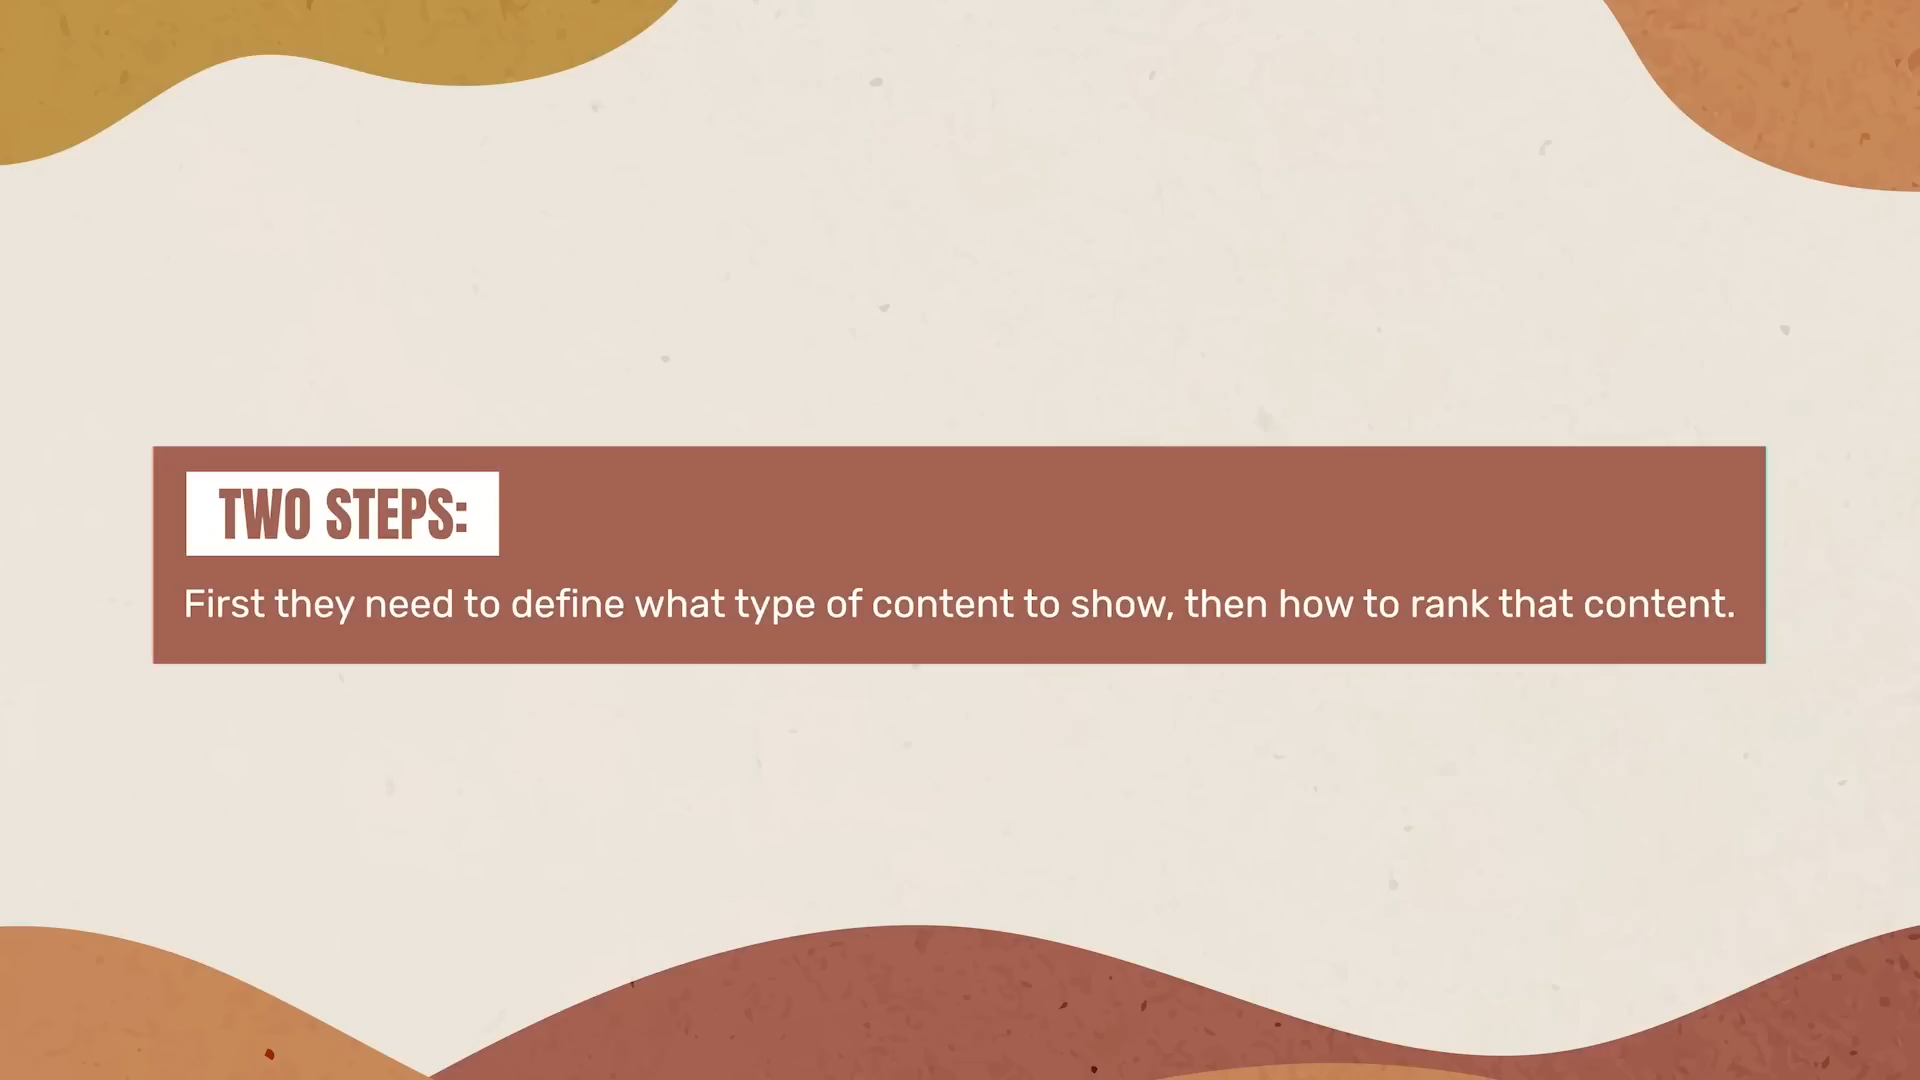 TWO STEPS:
First they need to define what type of content to show, then how to rank that content.